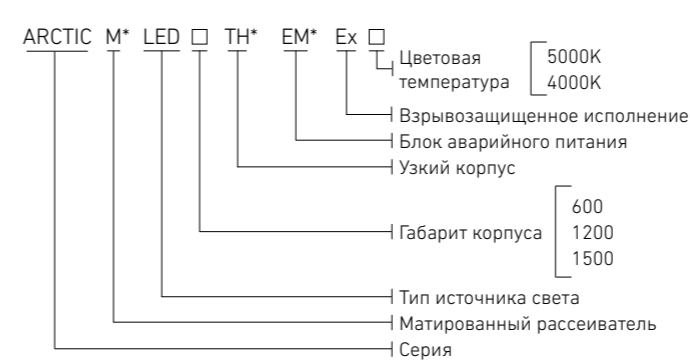 ARCTIC M* LED □ TH* EM* Ex □
Цветовая
температура
5000K
4000K
Взрывозащищенное исполнение
Блок аварийного питания
Узкий корпус
Габарит корпуса
600
1200
1500
Тип источника света
Матированный рассеиватель
Серия